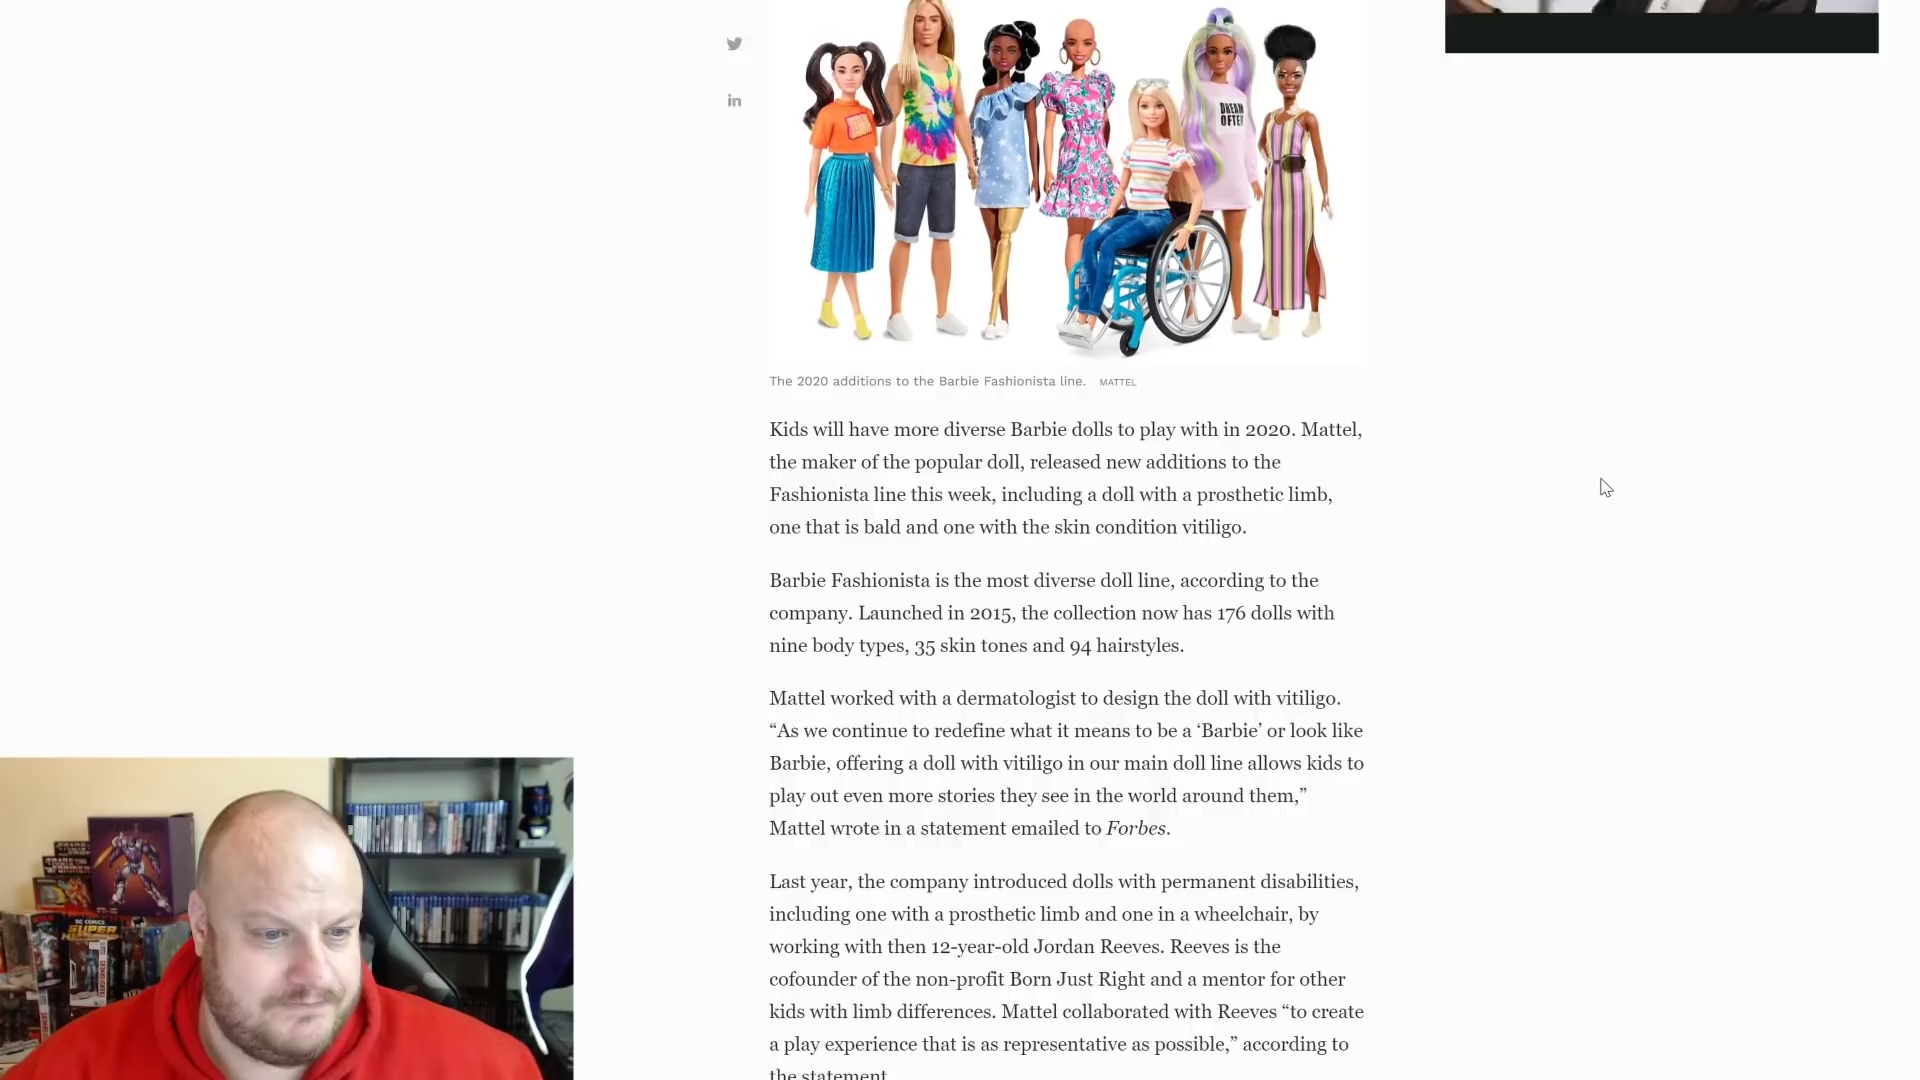 DREAM
OFTEN
in
The 2020 additions to the Barbie Fashionista line. MATTEL
Kids will have more diverse Barbie dolls to play with in 2020. Mattel,
the maker of the popular doll, released new additions to the
Fashionista line this week, including a doll with a prosthetic limb,
one that is bald and one with the skin condition vitiligo.
Barbie Fashionista is the most diverse doll line, according to the
company. Launched in 2015, the collection now has 176 dolls with
nine body types, 35 skin tones and 94 hairstyles.
Mattel worked with a dermatologist to design the doll with vitiligo.
“As we continue to redefine what it means to be a ‘Barbie’ or look like
Barbie, offering a doll with vitiligo in our main doll line allows kids to
play out even more stories they see in the world around them,”
Mattel wrote in a statement emailed to Forbes.
Last year, the company introduced dolls with permanent disabilities,
including one with a prosthetic limb and one in a wheelchair, by
working with then 12-year-old Jordan Reeves. Reeves is the
cofounder of the non-profit Born Just Right and a mentor for other
kids with limb differences. Mattel collaborated with Reeves “to create
a play experience that is as representative as possible,” according to
the statement.
DC COMICS
SUPER